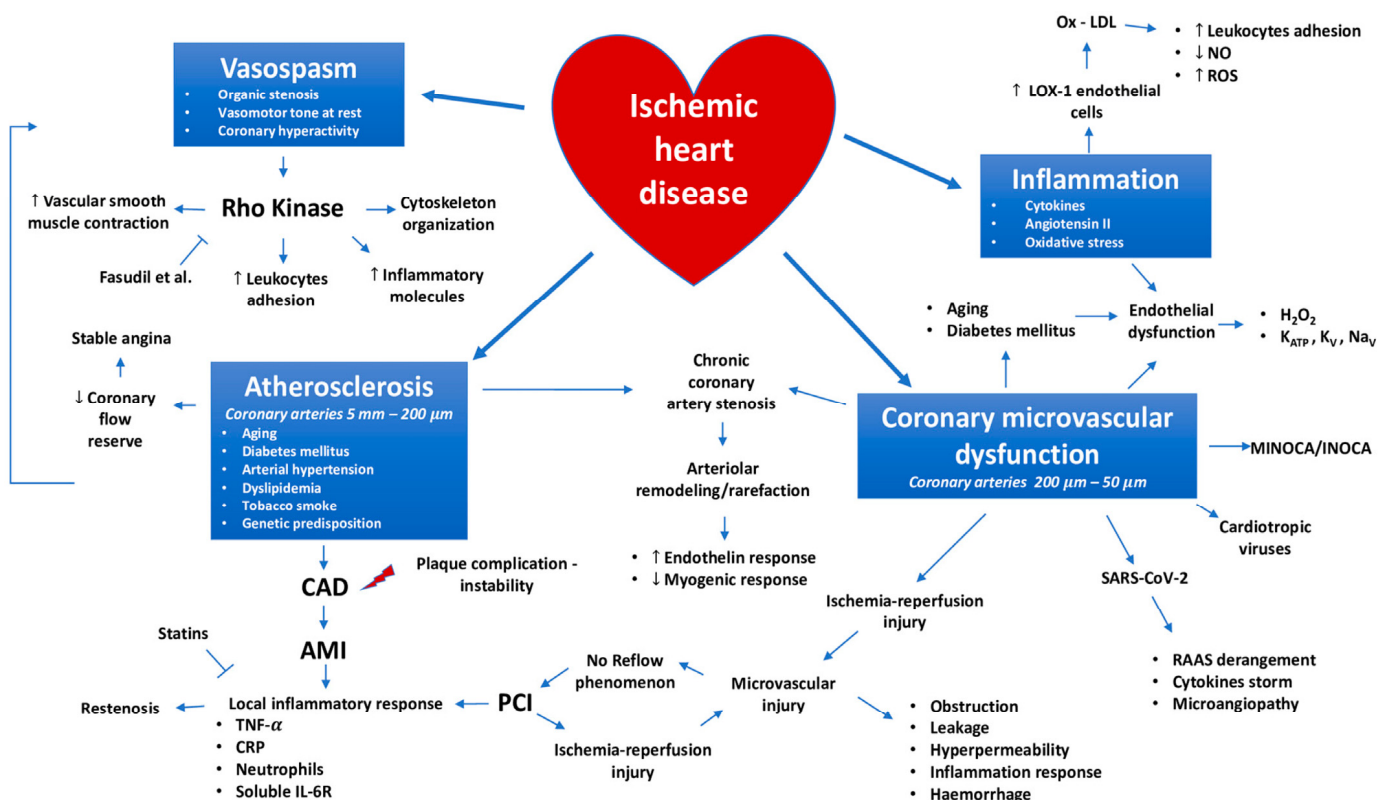 Ischemic
heart
disease
Vasospasm
• Organic stenosis
• Vasomotor tone at rest
• Coronary hyperactivity
↑ Vascular smooth
muscle contraction
Rho Kinase
Cytoskeleton
organization
Fasudil et al.
↑ Leukocytes
adhesion
↑ Inflammatory
molecules
Ox - LDL
• ↑ Leukocytes adhesion
• ↓ NO
• ↑ ROS
↑ LOX-1 endothelial
cells
Inflammation
• Cytokines
• Angiotensin II
• Oxidative stress
• Aging
• Diabetes mellitus
Endothelial
dysfunction
• H₂O₂
• K_ATP , K_V , Na_V
Stable angina
↓ Coronary
flow
reserve
Atherosclerosis
Coronary arteries 5 mm – 200 μm
• Aging
• Diabetes mellitus
• Arterial hypertension
• Dyslipidemia
• Tobacco smoke
• Genetic predisposition
Chronic
coronary
artery stenosis
Arteriolar
remodeling/rarefaction
• ↑ Endothelin response
• ↓ Myogenic response
Coronary microvascular
dysfunction
Coronary arteries 200 μm – 50 μm
MINOCA/INOCA
Cardiotropic
viruses
SARS-CoV-2
• RAAS derangement
• Cytokines storm
• Microangiopathy
Ischemia-reperfusion
injury
Microvascular
injury
• Obstruction
• Leakage
• Hyperpermeability
• Inflammation response
• Haemorrhage
No Reflow
phenomenon
PCI
Ischemia-reperfusion
injury
CAD
Plaque complication -
instability
AMI
Statins
Restenosis
Local inflammatory response
• TNF-α
• CRP
• Neutrophils
• Soluble IL-6R